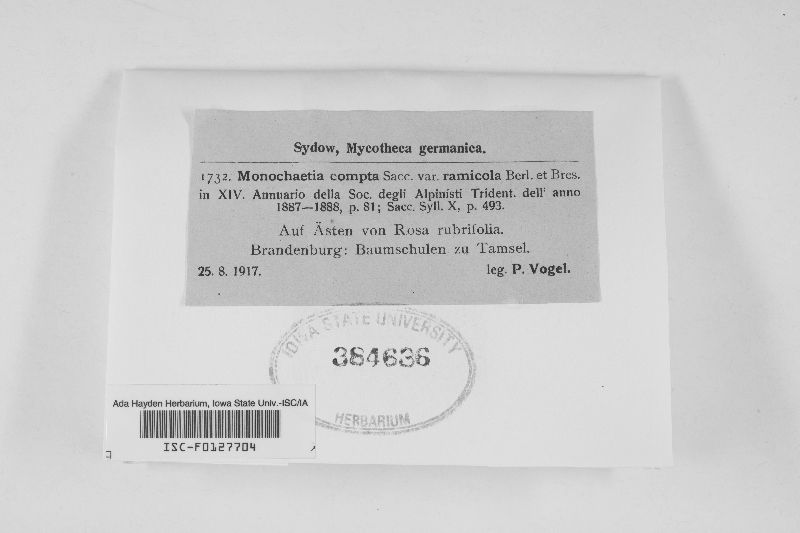 Sydow, Mycotheca germanica.
1732. Monochaetia compta Sacc. var. ramicola Berl. et Bres.
in XIV. Annuario della Soc. degli Alpinisti Trident. dell' anno
1887—1888, p. 81; Sacc. Syll. X, p. 493.
Auf Ästen von Rosa rubrifolia.
Brandenburg: Baumschulen zu Tamsel.
25. 8. 1917. leg. P. Vogel.
IOWA STATE UNIVERSITY
384636
HERBARIUM
Ada Hayden Herbarium, Iowa State Univ.-ISC/IA
ISC-F0127704